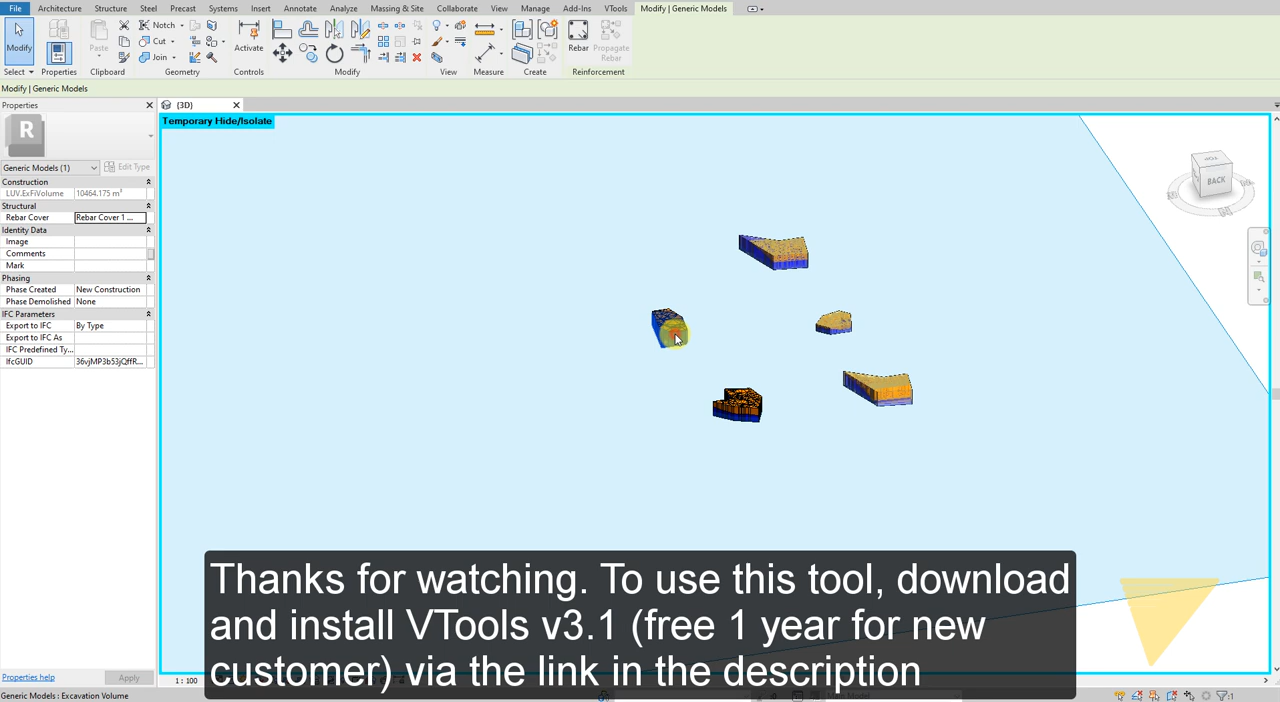 File Architecture Structure Steel Precast Systems Insert Annotate Analyze Massing & Site Collaborate View Manage Add-Ins VTools Modify | Generic Models
Modify Paste Notch Cut Join Activate Rebar Propagate Rebar
Select Properties Clipboard Geometry Controls Modify View Measure Create Reinforcement
Modify | Generic Models
Properties
{3D}
Temporary Hide/Isolate
R
Generic Models (1) Edit Type
Construction
LUV.ExFiVolume 10464.175 m³
Structural
Rebar Cover Rebar Cover 1 ...
Identity Data
Image
Comments
Mark
Phasing
Phase Created New Construction
Phase Demolished None
IFC Parameters
Export to IFC By Type
Export to IFC As
IFC Predefined Ty...
IfcGUID 36vjMP3b53jQffR...
TOP
BACK
Thanks for watching. To use this tool, download
and install VTools v3.1 (free 1 year for new
customer) via the link in the description
Properties help Apply
1 : 100
Generic Models : Excavation Volume
Main Model
:1